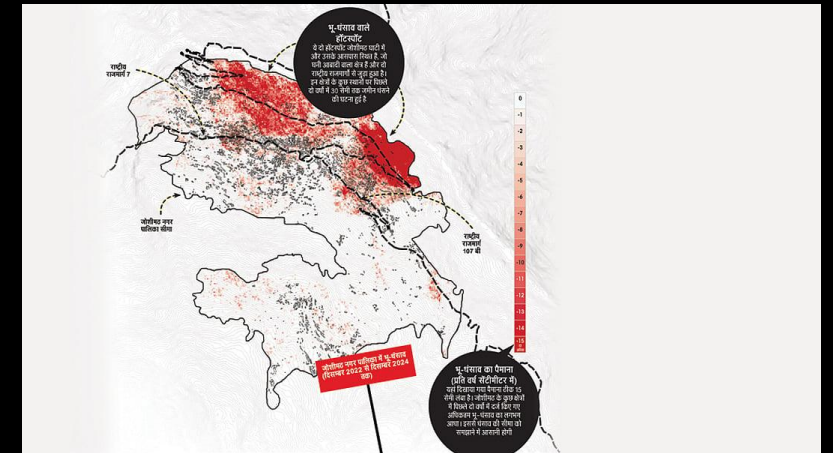 भू-धंसाव वाले
हॉटस्पॉट
ये दो हॉटस्पॉट जोशीमठ घाटी में
और उसके आसपास स्थित हैं, जो
घनी आबादी वाला क्षेत्र है और दो
राष्ट्रीय राजमार्गों से जुड़ा हुआ है।
इन क्षेत्रों के कुछ स्थानों पर पिछले
दो वर्षों में 30 सेमी तक जमीन धंसने
की घटना हुई है
राष्ट्रीय
राजमार्ग 7
0
-1
-2
-3
-4
-5
-6
-7
-8
-9
-10
-11
-12
-13
-14
-15
जोशीमठ नगर
पालिका सीमा
राष्ट्रीय
राजमार्ग
107 बी
जोशीमठ नगर पालिका में भू-धंसाव
(दिसम्बर 2022 से दिसम्बर 2024
तक)
भू-धंसाव का पैमाना
(प्रति वर्ष सेंटीमीटर में)
यहां दिखाया गया पैमाना ठीक 15
सेमी लंबा है। जोशीमठ के कुछ क्षेत्रों
में पिछले दो वर्षों में दर्ज किए गए
अधिकतम भू-धंसाव का लगभग
आधा। इससे धंसाव की सीमा को
समझने में आसानी होगी